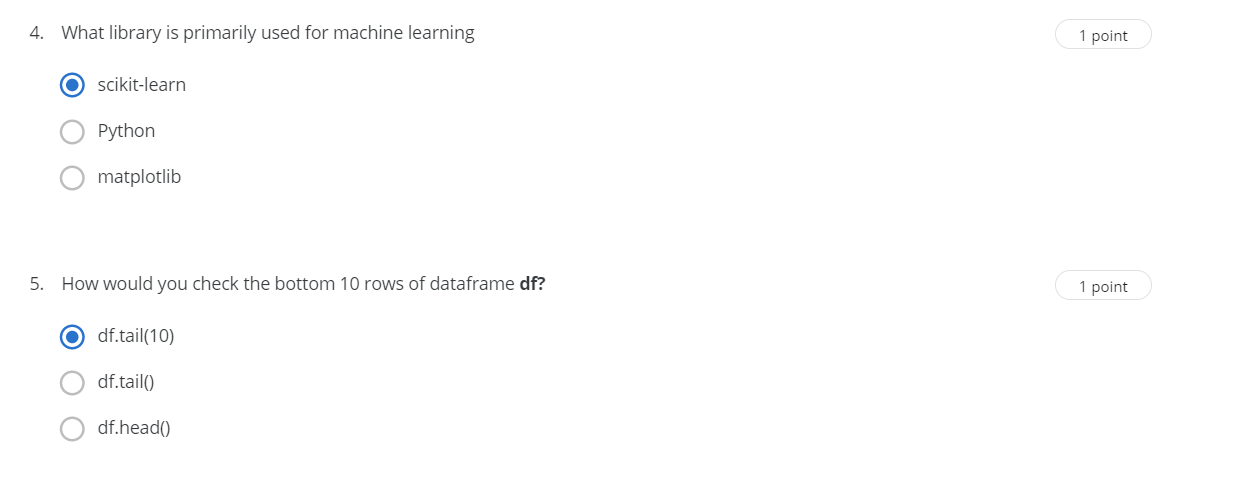 4. What library is primarily used for machine learning
1 point
scikit-learn
Python
matplotlib
5. How would you check the bottom 10 rows of dataframe df?
1 point
df.tail(10)
df.tail()
df.head()